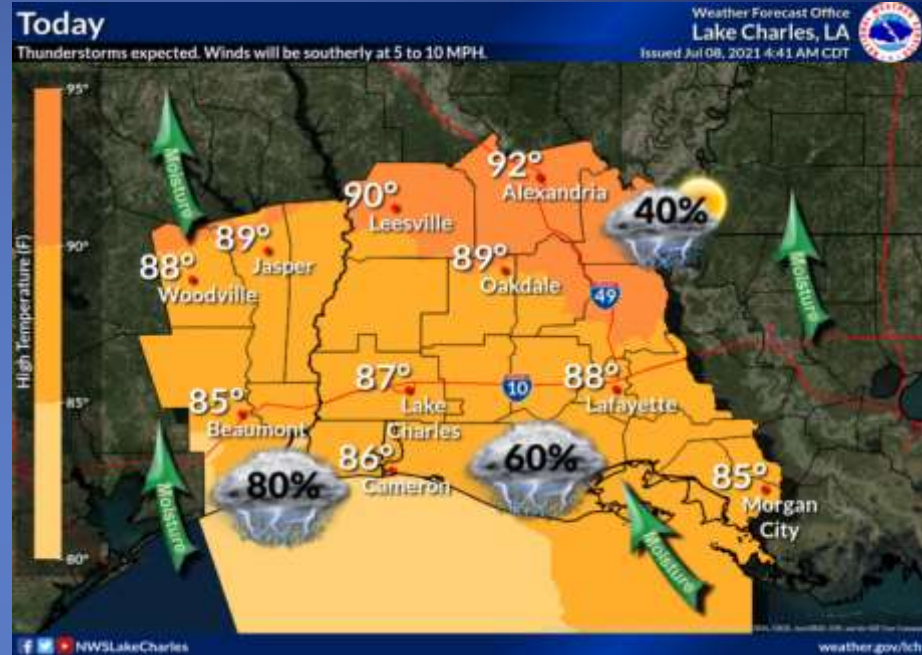 Today
Thunderstorms expected. Winds will be southerly at 5 to 10 MPH.
Weather Forecast Office
Lake Charles, LA
Issued Jul 08, 2021 4:41 AM CDT
High Temperature (F)
95°
90°
85°
80°
Moisture
92°
Alexandria
90°
Leesville
40%
89°
Jasper
88°
Woodville
89°
Oakdale
Moisture
49
87°
Lake
Charles
10
88°
Lafayette
85°
Beaumont
80%
86°
Cameron
60%
85°
Morgan
City
Moisture
Moisture
NWSLakeCharles
weather.gov/lch